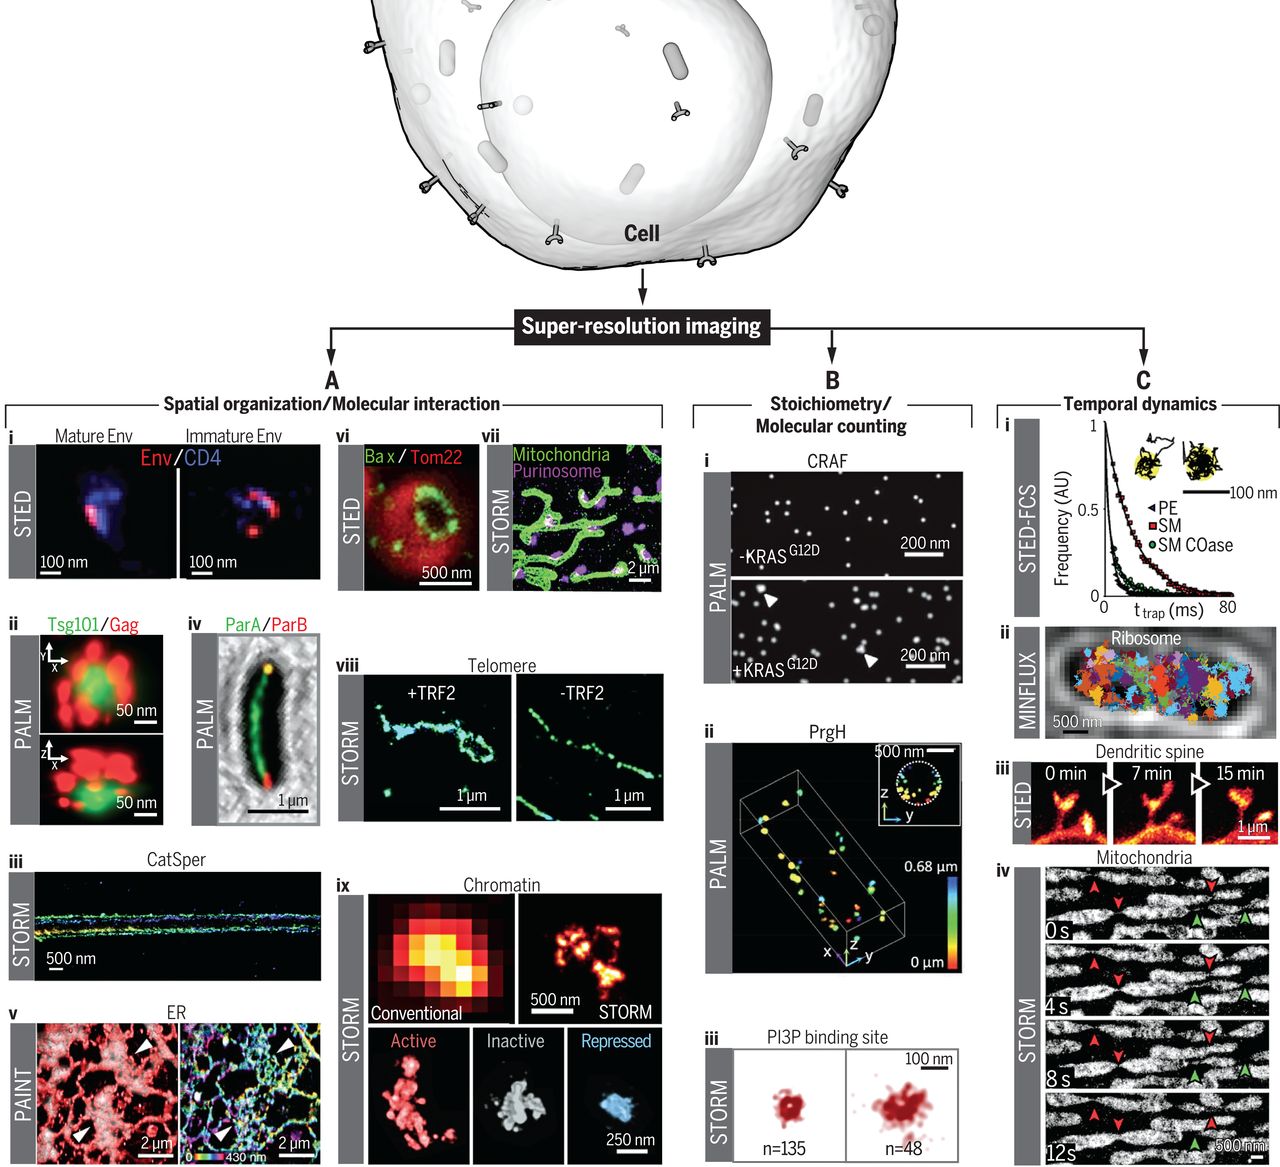 Cell
Super-resolution imaging
A
Spatial organization/Molecular interaction
i
Mature Env
Immature Env
STED
Env/CD4
100 nm
100 nm
ii
Tsg101/Gag
PALM
Y
X
50 nm
Z
X
50 nm
iii
CatSper
STORM
500 nm
iv
ParA/ParB
PALM
1 µm
v
ER
PAINT
2 µm
0
430 nm
2 µm
vi
STED
Bax/Tom22
500 nm
vii
STORM
Mitochondria
Purinosome
2 µm
viii
Telomere
STORM
+TRF2
-TRF2
1 µm
1 µm
ix
Chromatin
STORM
Conventional
500 nm
STORM
Active
Inactive
Repressed
250 nm
B
Stoichiometry/
Molecular counting
i
CRAF
PALM
-KRAS G12D
200 nm
+KRAS G12D
200 nm
ii
PrgH
PALM
500 nm
z
y
0.68 µm
0 µm
x
z
y
iii
PI3P binding site
STORM
100 nm
n=135
n=48
C
Temporal dynamics
i
STED-FCS
Frequency (AU)
1
0.5
0
0
t trap (ms)
80
100 nm
PE
SM
SM COase
ii
MINFLUX
Ribosome
500 nm
iii
Dendritic spine
STED
0 min
7 min
15 min
1 µm
iv
Mitochondria
STORM
0 s
4 s
8 s
12s
500 nm